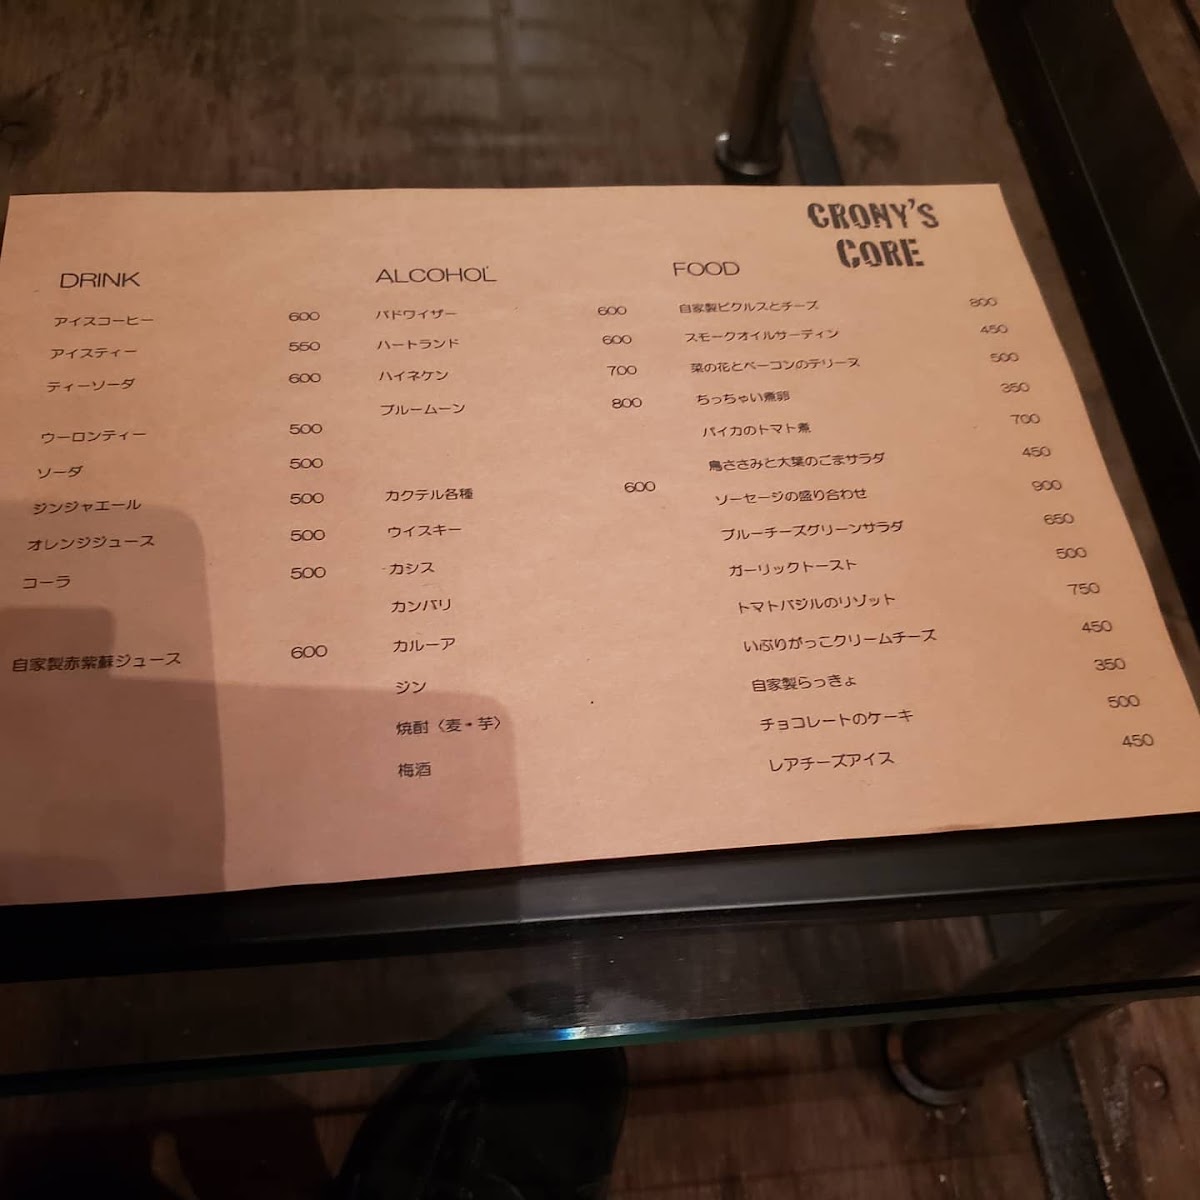 CRONY'S
CORE
DRINK
アイスコーヒー 600
アイスティー 550
ティーソーダ 600
ウーロンティー 500
ソーダ 500
ジンジャエール 500
オレンジジュース 500
コーラ 500
自家製赤紫蘇ジュース 600
ALCOHOL
バドワイザー 600
ハートランド 600
ハイネケン 700
ブルームーン 800
カクテル各種 600
ウイスキー
カシス
カンパリ
カルーア
ジン
焼酎〈麦・芋〉
梅酒
FOOD
自家製ピクルスとチーズ 800
スモークオイルサーディン 450
菜の花とベーコンのテリーヌ 500
ちっちゃい煮卵 350
パイカのトマト煮 700
鳥ささみと大葉のごまサラダ 450
ソーセージの盛り合わせ 900
ブルーチーズグリーンサラダ 650
ガーリックトースト 500
トマトバジルのリゾット 750
いぶりがっこクリームチーズ 450
自家製らっきょ 350
チョコレートのケーキ 500
レアチーズアイス 450